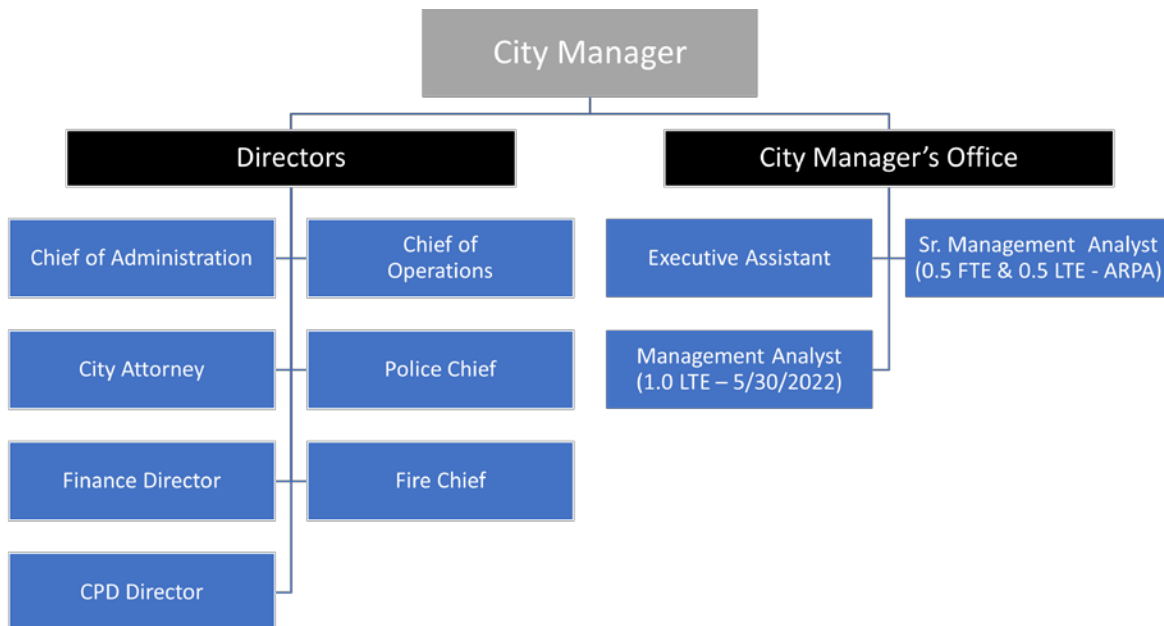 City Manager
Directors
City Manager’s Office
Chief of Administration
Chief of
Operations
Executive Assistant
Sr. Management Analyst
(0.5 FTE & 0.5 LTE - ARPA)
City Attorney
Police Chief
Management Analyst
(1.0 LTE – 5/30/2022)
Finance Director
Fire Chief
CPD Director